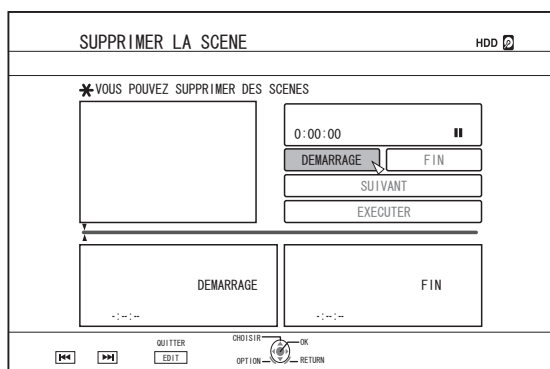 SUPPRIMER LA SCENE
HDD
VOUS POUVEZ SUPPRIMER DES SCENES
0:00:00
DEMARRAGE
FIN
SUIVANT
EXECUTER
DEMARRAGE
-:--:--
FIN
-:--:--
QUITTER
EDIT
CHOISIR
OK
OPTION
RETURN